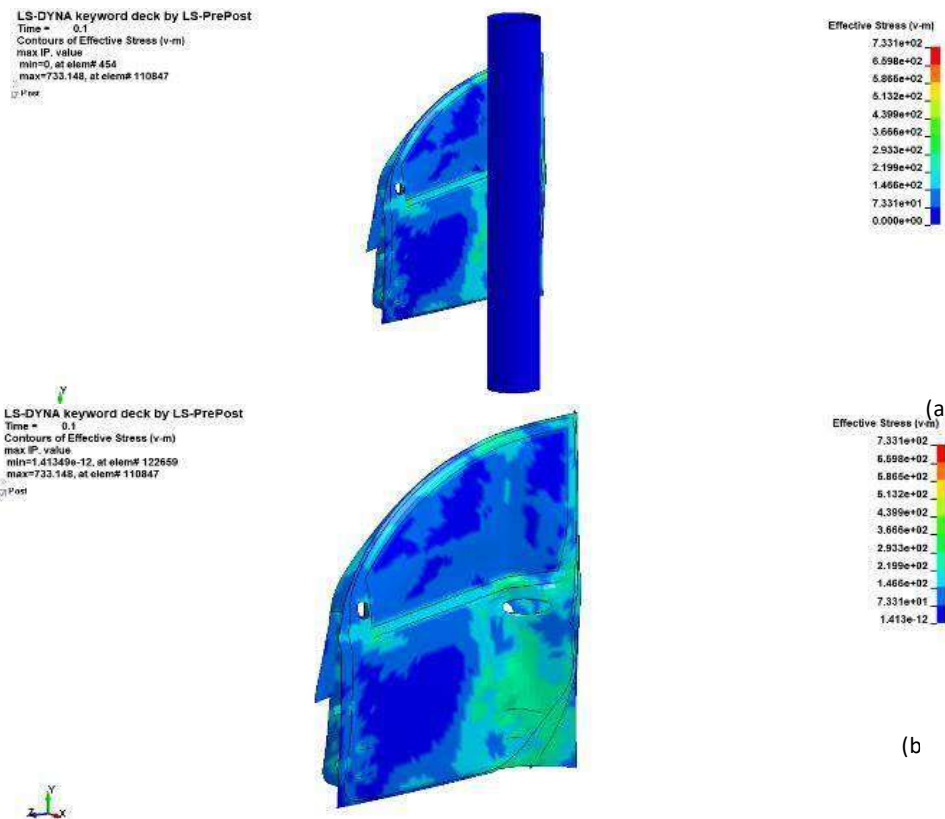 LS-DYNA keyword deck by LS-PrePost
Time = 0.1
Contours of Effective Stress (v-m)
max IP. value
min=0, at elem# 454
max=733.148, at elem# 110847
Post
Effective Stress (v-m)
7.331e+02
6.598e+02
5.865e+02
5.132e+02
4.399e+02
3.666e+02
2.933e+02
2.199e+02
1.466e+02
7.331e+01
0.000e+00
(a
Y
LS-DYNA keyword deck by LS-PrePost
Time = 0.1
Contours of Effective Stress (v-m)
max IP. value
min=1.41349e-12, at elem# 122659
max=733.148, at elem# 110847
Post
Effective Stress (v-m)
7.331e+02
6.598e+02
5.865e+02
5.132e+02
4.399e+02
3.666e+02
2.933e+02
2.199e+02
1.466e+02
7.331e+01
1.413e-12
(b
Y
Z X